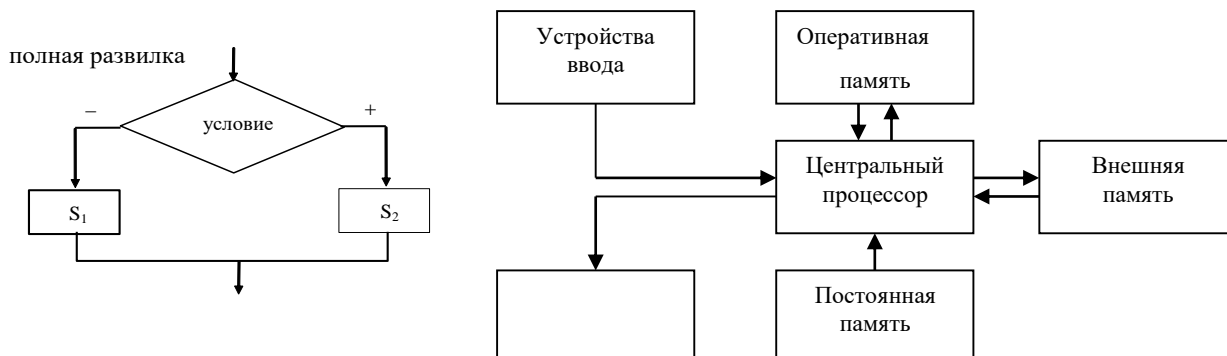 полная развилка
–
+
условие
S₁
S₂
Устройства
ввода
Оперативная
память
Центральный
процессор
Внешняя
память
Постоянная
память